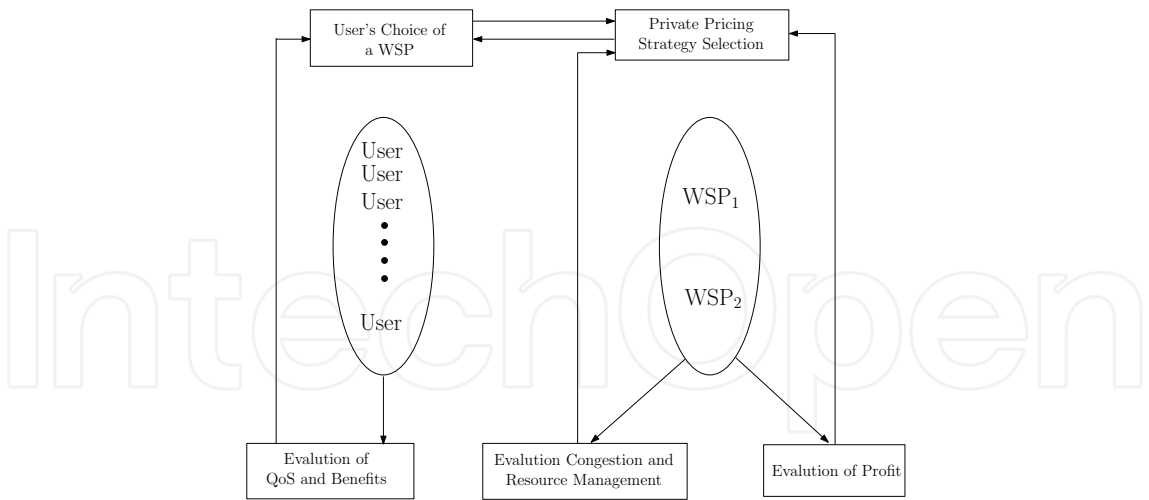 User's Choice of
a WSP
Private Pricing
Strategy Selection
User
User
User
User
WSP₁
WSP₂
IntechOpen
Evalution of
QoS and Benefits
Evalution Congestion and
Resource Management
Evalution of Profit